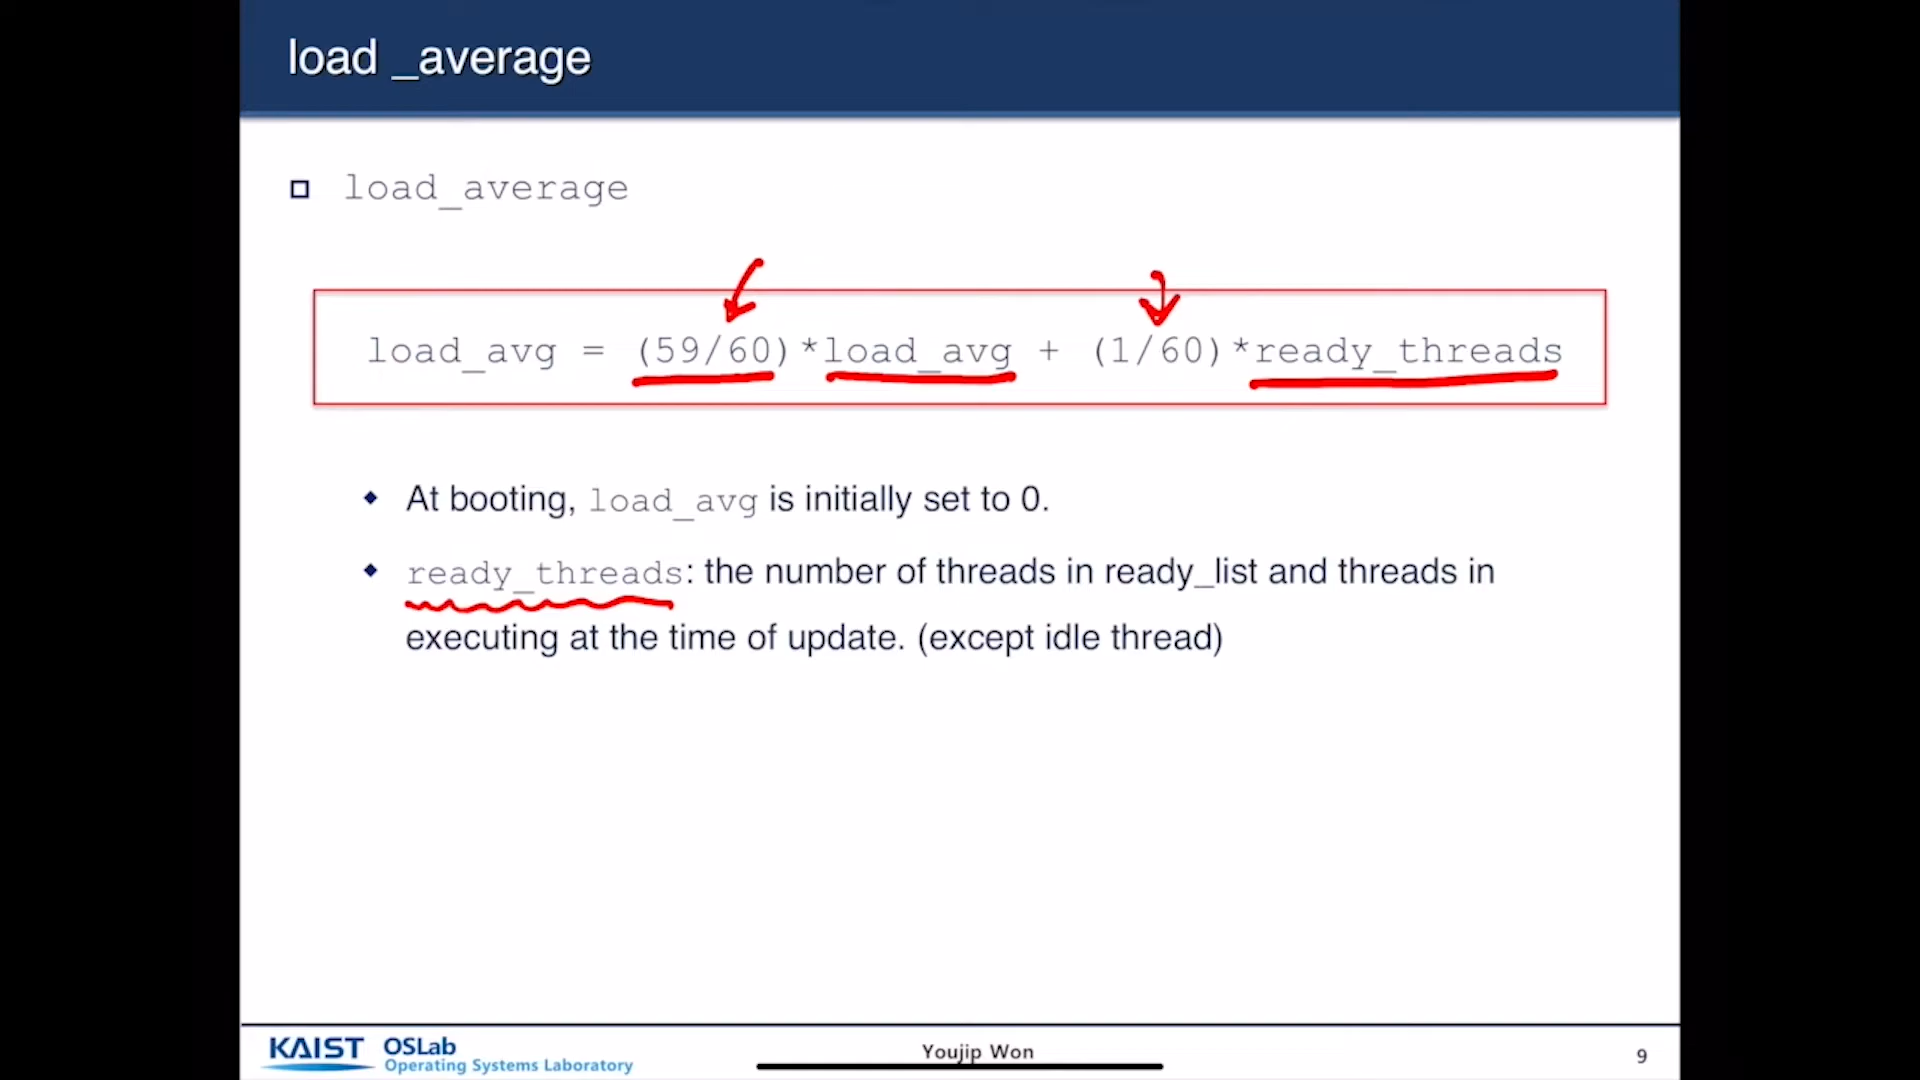 load _average
load_average
load_avg = (59/60)*load_avg + (1/60)*ready_threads
At booting, load_avg is initially set to 0.
ready_threads: the number of threads in ready_list and threads in
executing at the time of update. (except idle thread)
KAIST OSLab
Operating Systems Laboratory
Youjip Won
9